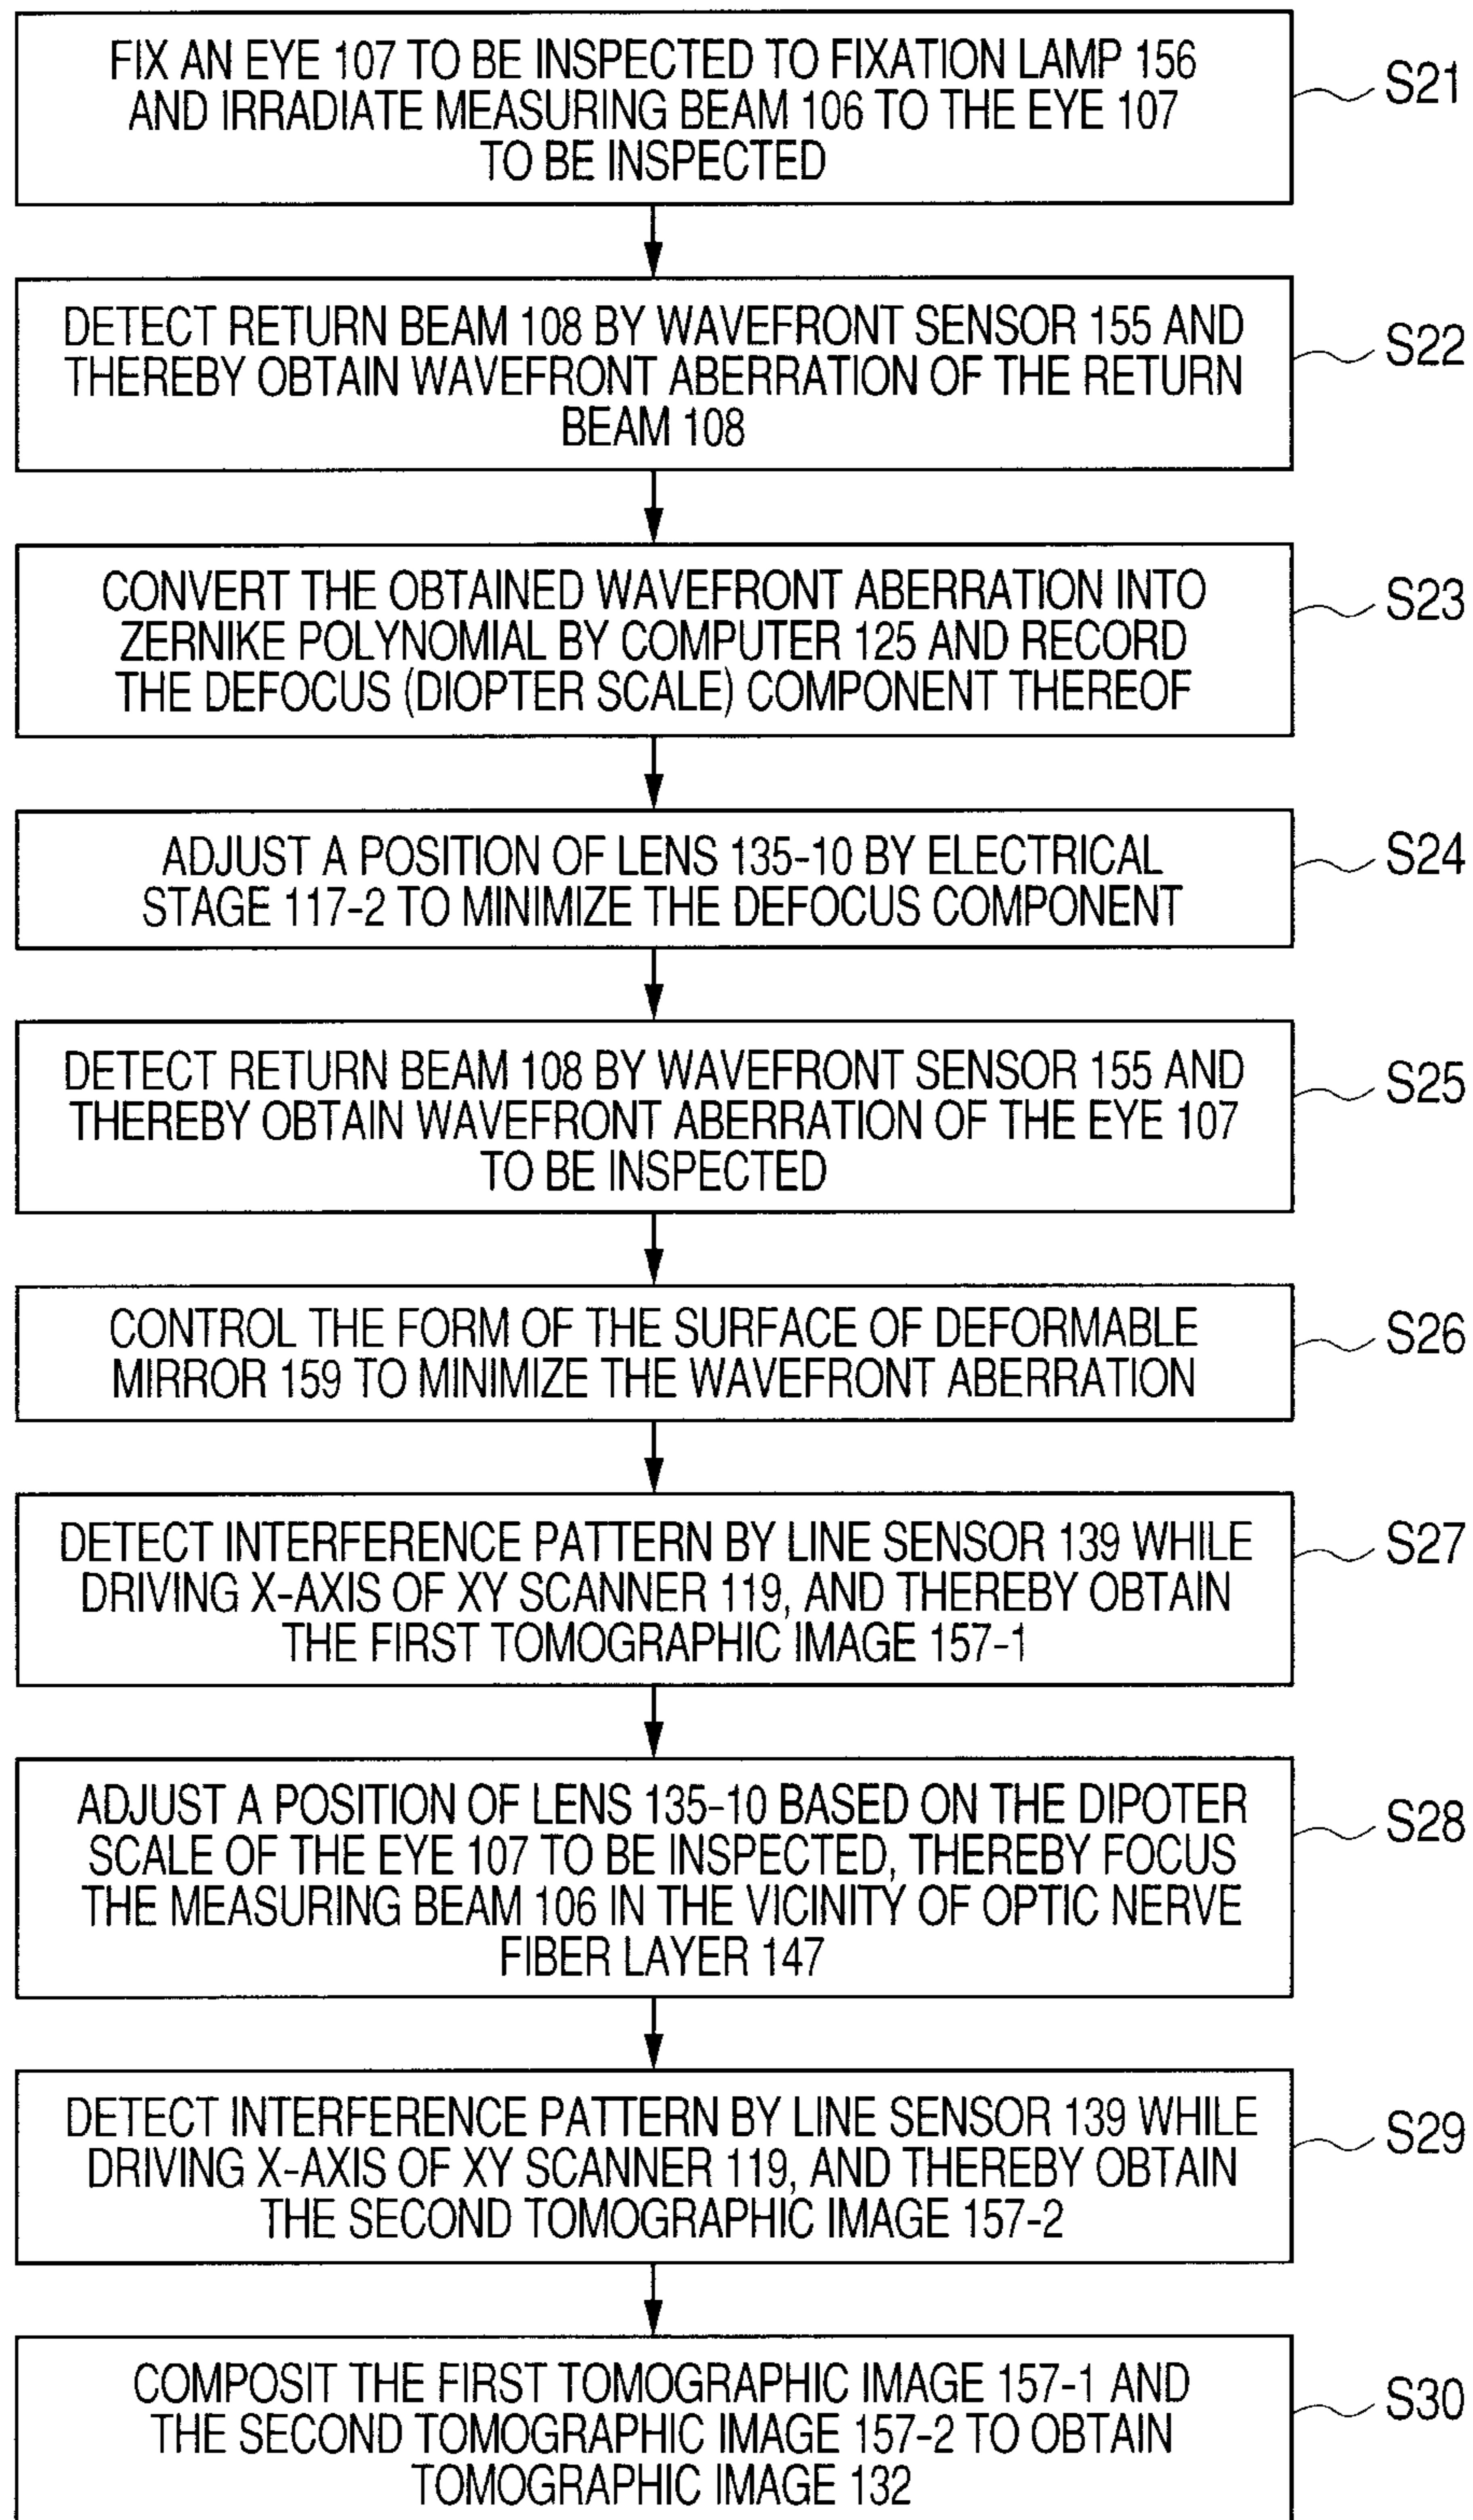 FIX AN EYE 107 TO BE INSPECTED TO FIXATION LAMP 156
AND IRRADIATE MEASURING BEAM 106 TO THE EYE 107
TO BE INSPECTED
S21
DETECT RETURN BEAM 108 BY WAVEFRONT SENSOR 155 AND
THEREBY OBTAIN WAVEFRONT ABERRATION OF THE RETURN
BEAM 108
S22
CONVERT THE OBTAINED WAVEFRONT ABERRATION INTO
ZERNIKE POLYNOMIAL BY COMPUTER 125 AND RECORD
THE DEFOCUS (DIOPTER SCALE) COMPONENT THEREOF
S23
ADJUST A POSITION OF LENS 135-10 BY ELECTRICAL
STAGE 117-2 TO MINIMIZE THE DEFOCUS COMPONENT
S24
DETECT RETURN BEAM 108 BY WAVEFRONT SENSOR 155 AND
THEREBY OBTAIN WAVEFRONT ABERRATION OF THE EYE 107
TO BE INSPECTED
S25
CONTROL THE FORM OF THE SURFACE OF DEFORMABLE
MIRROR 159 TO MINIMIZE THE WAVEFRONT ABERRATION
S26
DETECT INTERFERENCE PATTERN BY LINE SENSOR 139 WHILE
DRIVING X-AXIS OF XY SCANNER 119, AND THEREBY OBTAIN
THE FIRST TOMOGRAPHIC IMAGE 157-1
S27
ADJUST A POSITION OF LENS 135-10 BASED ON THE DIPOTER
SCALE OF THE EYE 107 TO BE INSPECTED, THEREBY FOCUS
THE MEASURING BEAM 106 IN THE VICINITY OF OPTIC NERVE
FIBER LAYER 147
S28
DETECT INTERFERENCE PATTERN BY LINE SENSOR 139 WHILE
DRIVING X-AXIS OF XY SCANNER 119, AND THEREBY OBTAIN
THE SECOND TOMOGRAPHIC IMAGE 157-2
S29
COMPOSIT THE FIRST TOMOGRAPHIC IMAGE 157-1 AND
THE SECOND TOMOGRAPHIC IMAGE 157-2 TO OBTAIN
TOMOGRAPHIC IMAGE 132
S30